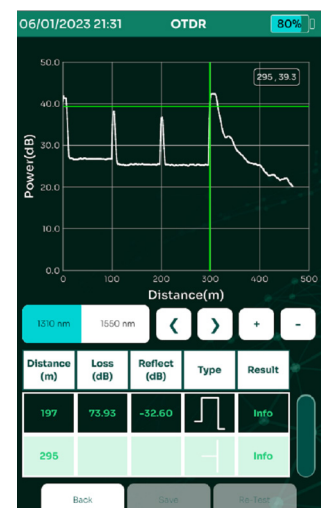 06/01/2023 21:31 OTDR 80%
50.0
295 , 39.3
40.0
30.0
20.0
10.0
0.0
Power(dB)
0 100 200 300 400 500
Distance(m)
1310 nm 1550 nm ❮ ❯ + -
Distance (m) Loss (dB) Reflect (dB) Type Result
197 73.93 -32.60 Info
295 Info
Back Save Re-Test